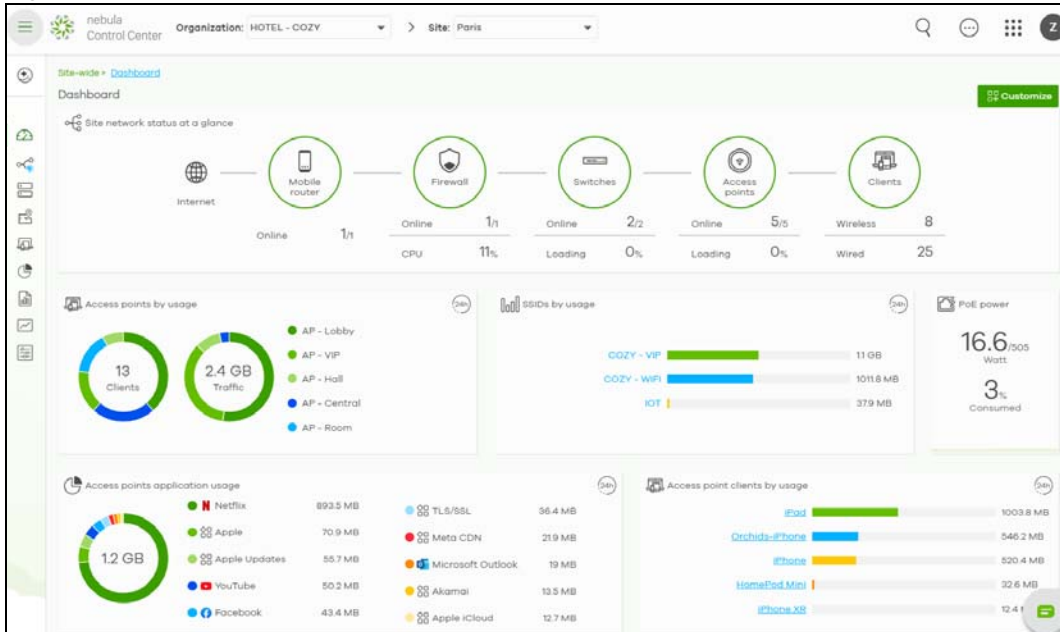 nebula
Control Center
Organization: HOTEL - COZY > Site: Paris
Z
Site-wide Dashboard
Dashboard
Customize
Site network status at a glance
Internet
Mobile router
Firewall
Switches
Access points
Clients
Online 1/1
Online 1/1
Online 2/2
Online 5/5
Wireless 8
CPU 11%
Loading 0%
Loading 0%
Wired 25
Access points by usage
24h
13
Clients
2.4 GB
Traffic
AP - Lobby
AP - VIP
AP - Hall
AP - Central
AP - Room
SSIDs by usage
24h
COZY - VIP 1.1 GB
COZY - WIFI 1011.8 MB
IOT 37.9 MB
PoE power
16.6/505
Watt
3%
Consumed
Access points application usage
24h
1.2 GB
Netflix 893.5 MB
Apple 70.9 MB
Apple Updates 55.7 MB
YouTube 50.2 MB
Facebook 43.4 MB
TLS/SSL 36.4 MB
Meta CDN 21.9 MB
Microsoft Outlook 19 MB
Akamai 13.5 MB
Apple iCloud 12.7 MB
Access point clients by usage
24h
iPad 1003.8 MB
Orchids-iPhone 546.2 MB
iPhone 520.4 MB
HomePod Mini 32.6 MB
iPhone XR 12.4